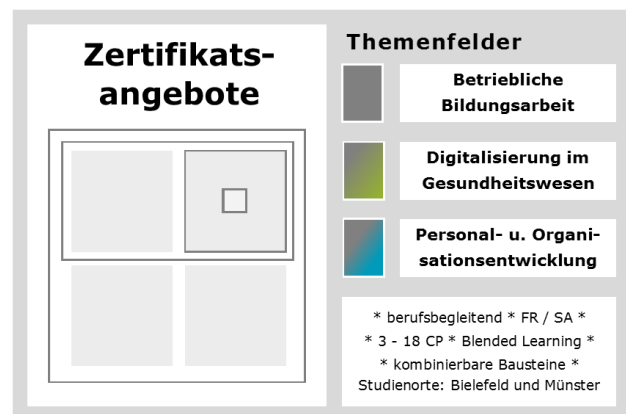 Zertifikats-
angebote
Themenfelder
Betriebliche
Bildungsarbeit
Digitalisierung im
Gesundheitswesen
Personal- u. Organi-
sationsentwicklung
* berufsbegleitend * FR / SA *
* 3 - 18 CP * Blended Learning *
* kombinierbare Bausteine *
Studienorte: Bielefeld und Münster